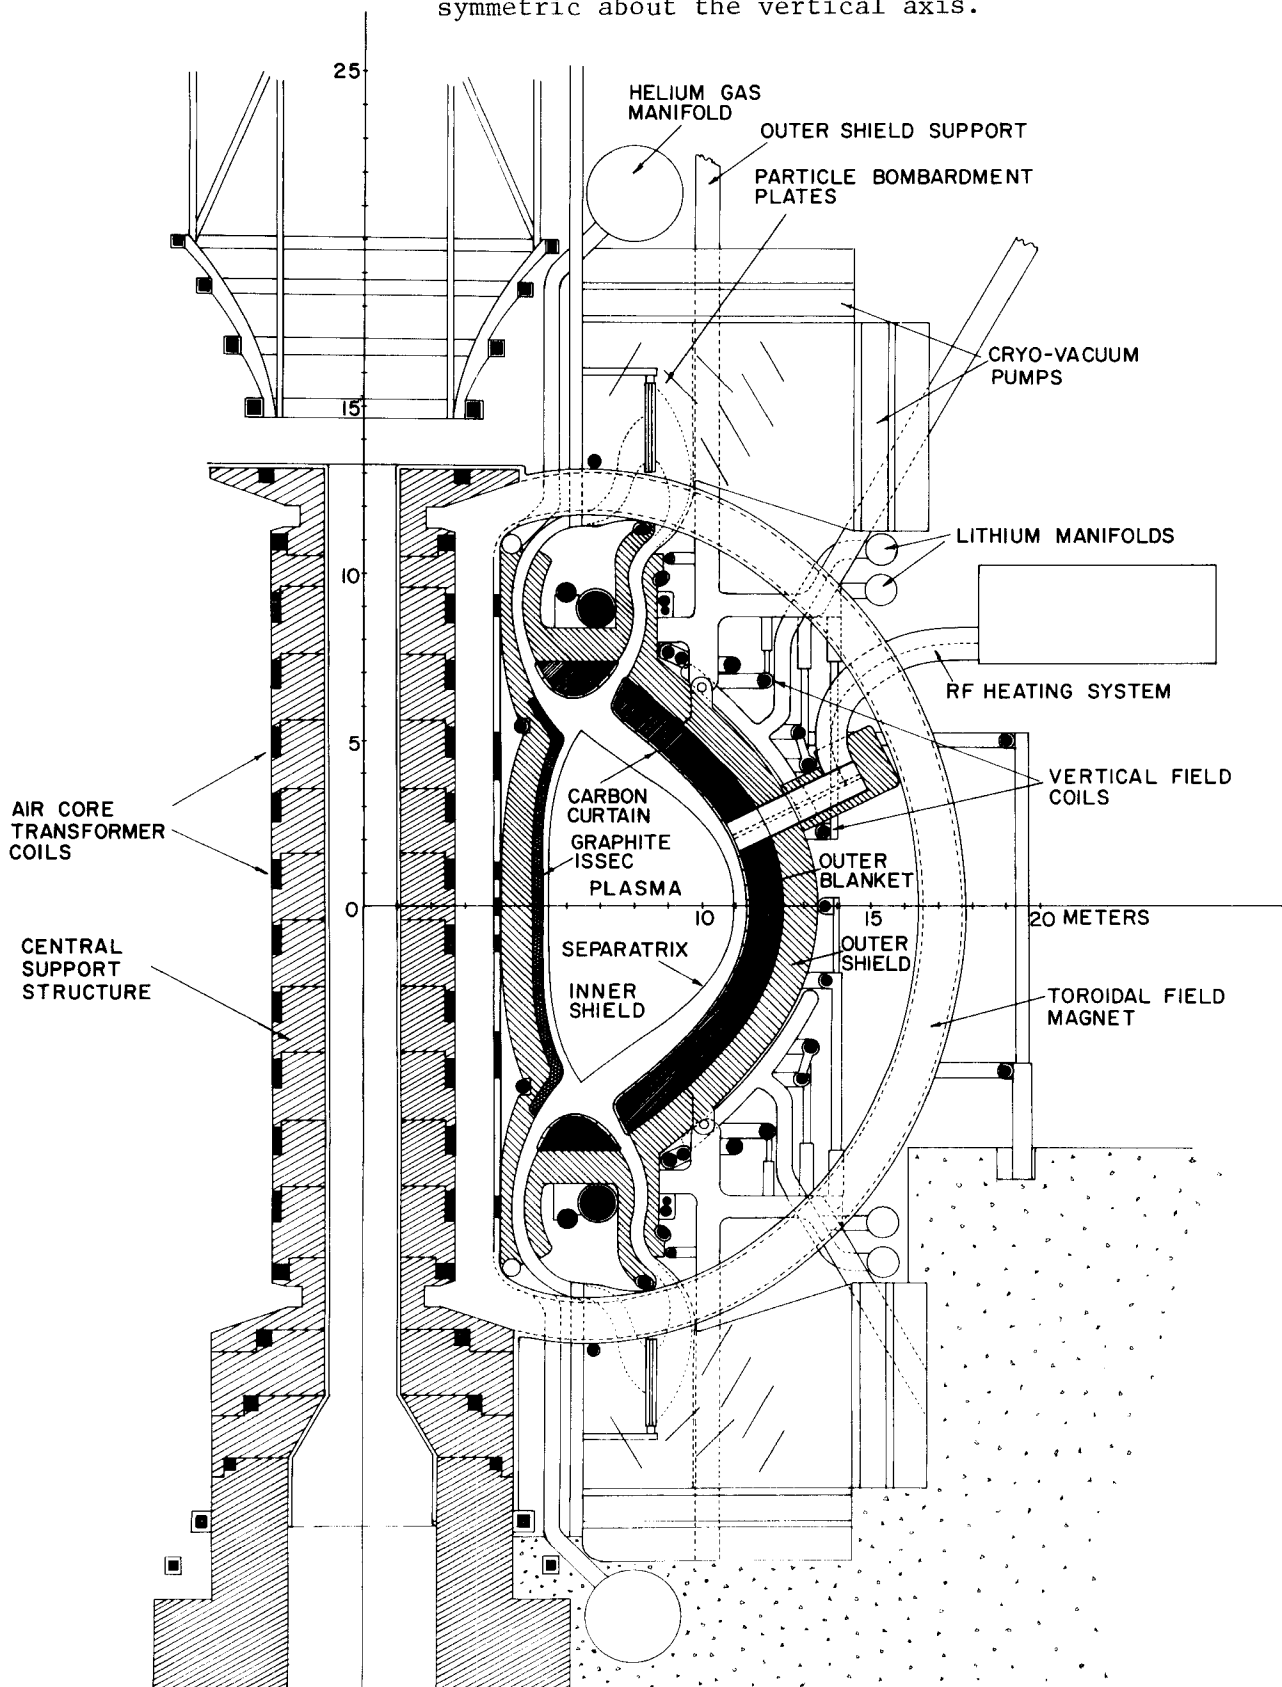 symmetric about the vertical axis.
25
HELIUM GAS
MANIFOLD
OUTER SHIELD SUPPORT
PARTICLE BOMBARDMENT
PLATES
CRYO-VACUUM
PUMPS
15
LITHIUM MANIFOLDS
10
RF HEATING SYSTEM
5
VERTICAL FIELD
COILS
CARBON
CURTAIN
AIR CORE
TRANSFORMER
COILS
GRAPHITE
ISSEC
OUTER
BLANKET
PLASMA
0
10
15
20 METERS
CENTRAL
SUPPORT
STRUCTURE
SEPARATRIX
OUTER
SHIELD
INNER
SHIELD
TOROIDAL FIELD
MAGNET